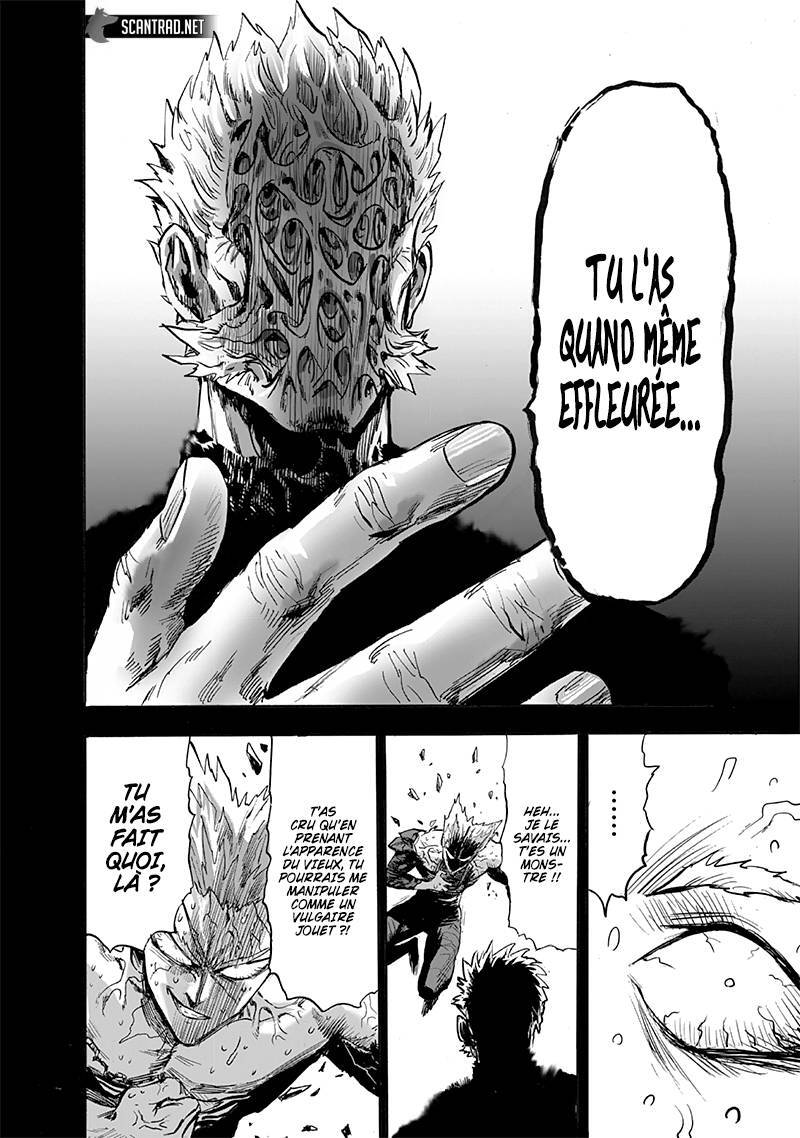 SCANTRAD.NET
TU L'AS
QUAND MÊME
EFFLEURÉE...
......
HEH...
JE LE
SAVAIS...
T'ES UN
MONS-
TRE !!
T'AS
CRU QU'EN
PRENANT
L'APPARENCE
DU VIEUX, TU
POURRAIS ME
MANIPULER
COMME UN
VULGAIRE
JOUET ?!
TU
M'AS
FAIT
QUOI,
LÀ ?